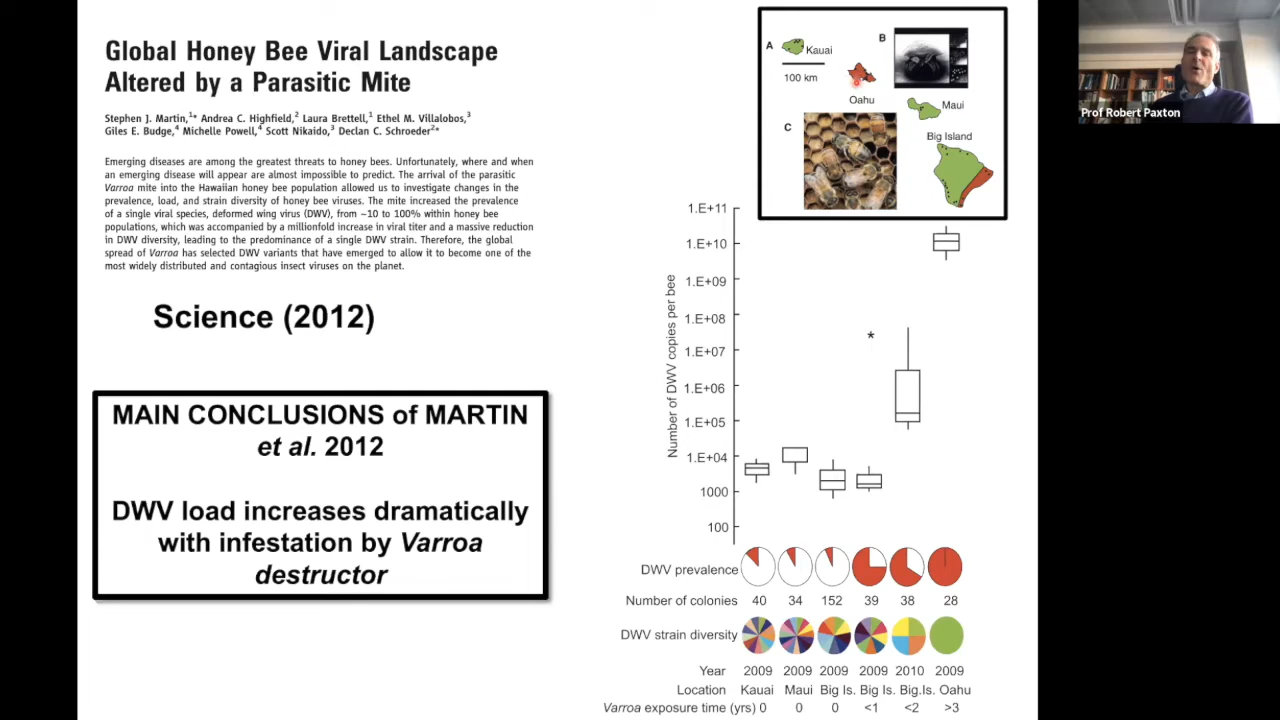 Global Honey Bee Viral Landscape
Altered by a Parasitic Mite
Stephen J. Martin,1* Andrea C. Highfield,2 Laura Brettell,1 Ethel M. Villalobos,3
Giles E. Budge,4 Michelle Powell,4 Scott Nikaido,3 Declan C. Schroeder2*
Emerging diseases are among the greatest threats to honey bees. Unfortunately, where and when
an emerging disease will appear are almost impossible to predict. The arrival of the parasitic
Varroa mite into the Hawaiian honey bee population allowed us to investigate changes in the
prevalence, load, and strain diversity of honey bee viruses. The mite increased the prevalence
of a single viral species, deformed wing virus (DWV), from ~10 to 100% within honey bee
populations, which was accompanied by a millionfold increase in viral titer and a massive reduction
in DWV diversity, leading to the predominance of a single DWV strain. Therefore, the global
spread of Varroa has selected DWV variants that have emerged to allow it to become one of the
most widely distributed and contagious insect viruses on the planet.
Science (2012)
MAIN CONCLUSIONS of MARTIN
et al. 2012
DWV load increases dramatically
with infestation by Varroa
destructor
A
Kauai
100 km
B
Oahu
Maui
C
Big Island
Number of DWV copies per bee
1.E+11
1.E+10
1.E+09
1.E+08
1.E+07
1.E+06
1.E+05
1.E+04
1000
100
*
DWV prevalence
Number of colonies 40 34 152 39 38 28
DWV strain diversity
Year 2009 2009 2009 2009 2010 2009
Location Kauai Maui Big Is. Big Is. Big.Is. Oahu
Varroa exposure time (yrs) 0 0 0 <1 <2 >3
Prof Robert Paxton